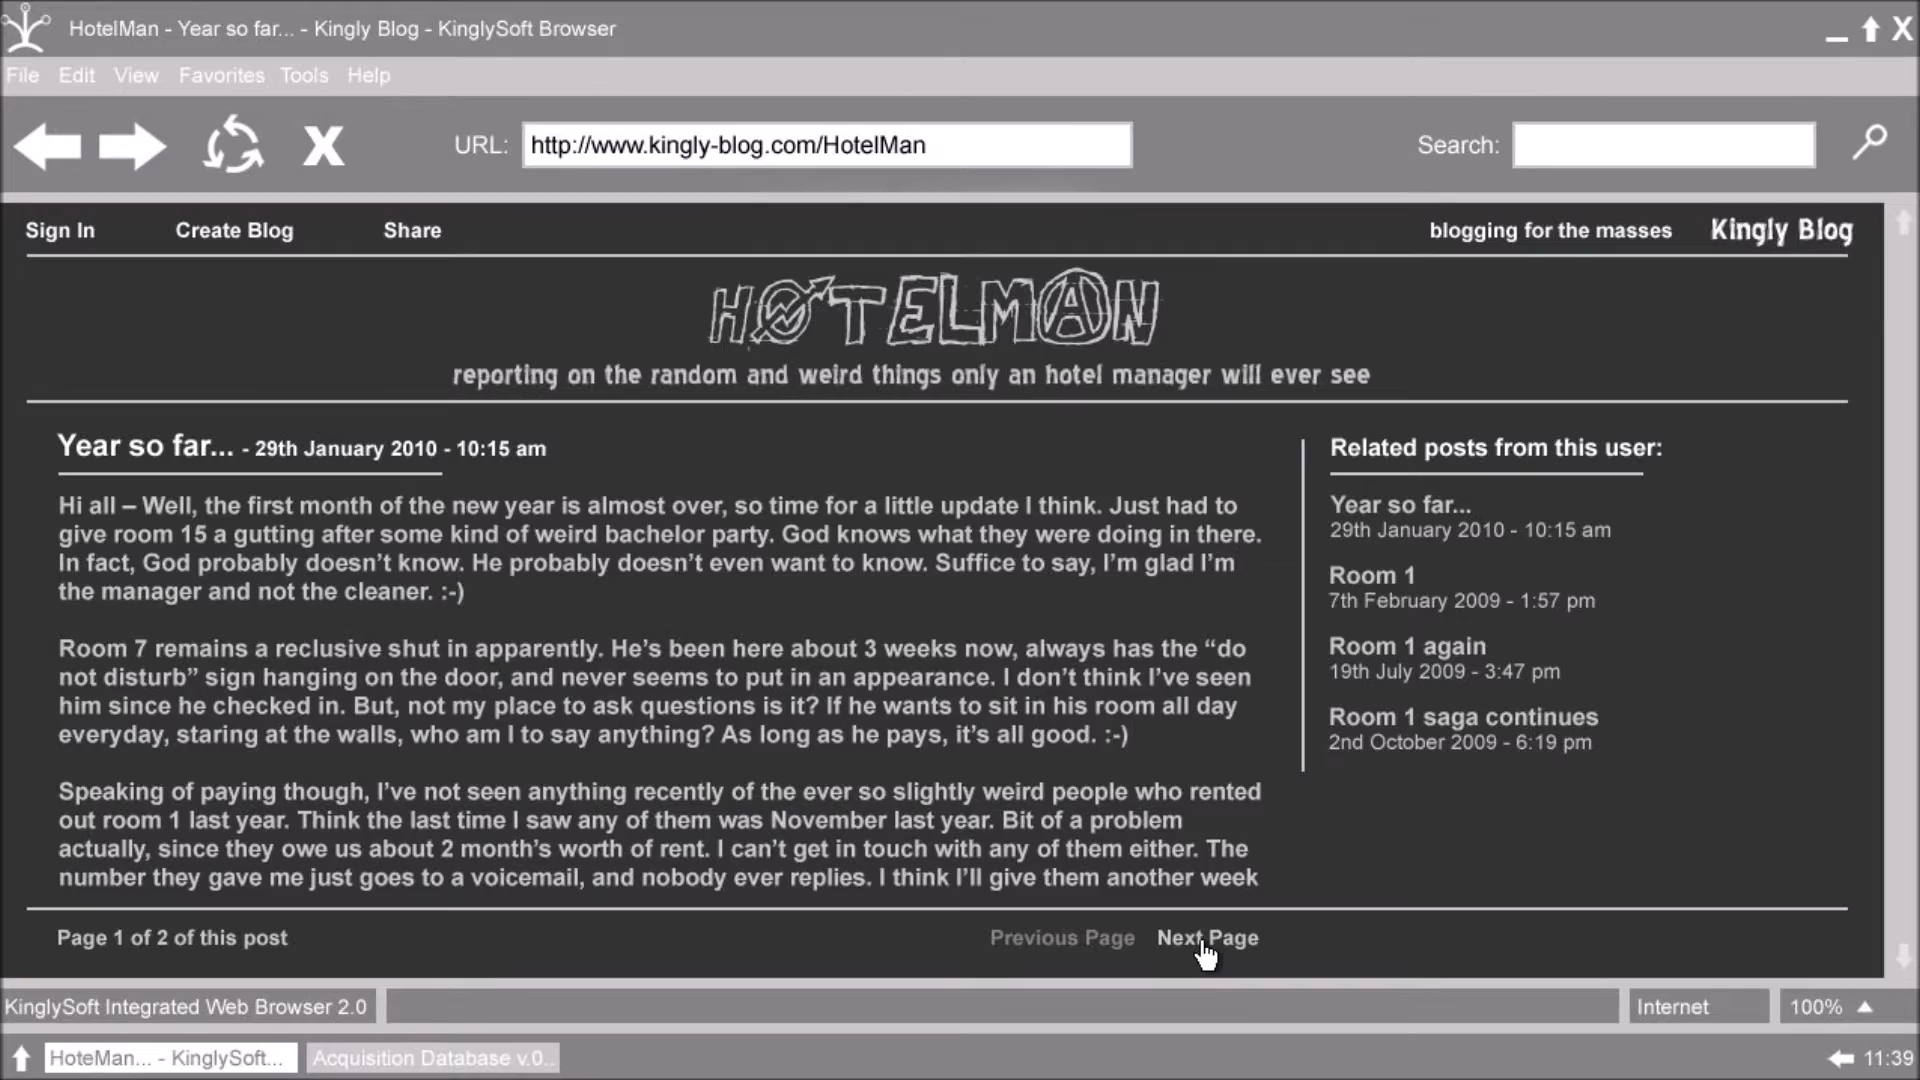 HotelMan - Year so far... - Kingly Blog - KinglySoft Browser
File Edit View Favorites Tools Help
URL: http://www.kingly-blog.com/HotelMan Search:
Sign In Create Blog Share blogging for the masses Kingly Blog
HOTELMAN
reporting on the random and weird things only an hotel manager will ever see
Year so far... - 29th January 2010 - 10:15 am
Hi all – Well, the first month of the new year is almost over, so time for a little update I think. Just had to
give room 15 a gutting after some kind of weird bachelor party. God knows what they were doing in there.
In fact, God probably doesn't know. He probably doesn't even want to know. Suffice to say, I'm glad I'm
the manager and not the cleaner. :-)
Room 7 remains a reclusive shut in apparently. He's been here about 3 weeks now, always has the “do
not disturb” sign hanging on the door, and never seems to put in an appearance. I don't think I've seen
him since he checked in. But, not my place to ask questions is it? If he wants to sit in his room all day
everyday, staring at the walls, who am I to say anything? As long as he pays, it's all good. :-)
Speaking of paying though, I've not seen anything recently of the ever so slightly weird people who rented
out room 1 last year. Think the last time I saw any of them was November last year. Bit of a problem
actually, since they owe us about 2 month's worth of rent. I can't get in touch with any of them either. The
number they gave me just goes to a voicemail, and nobody ever replies. I think I'll give them another week
Related posts from this user:
Year so far...
29th January 2010 - 10:15 am
Room 1
7th February 2009 - 1:57 pm
Room 1 again
19th July 2009 - 3:47 pm
Room 1 saga continues
2nd October 2009 - 6:19 pm
Page 1 of 2 of this post Previous Page Next Page
KinglySoft Integrated Web Browser 2.0 Internet 100%
HoteMan... - KinglySoft... Acquisition Database v.0.. 11:39